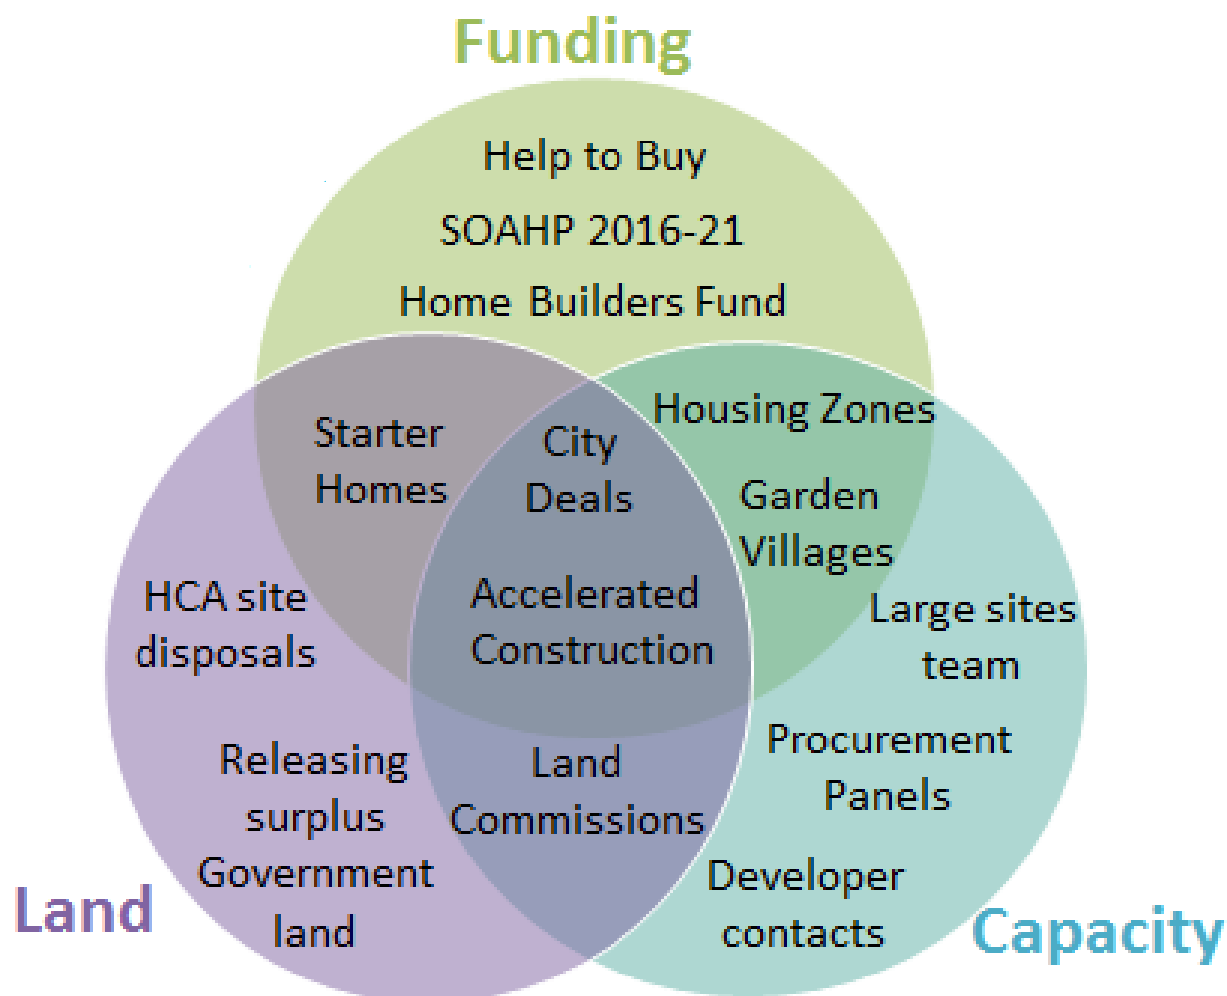 Funding
Help to Buy
SOAHP 2016-21
Home Builders Fund
Starter
Homes
City
Deals
Housing Zones
Garden
Villages
HCA site
disposals
Accelerated
Construction
Large sites
team
Releasing
surplus
Government
land
Land
Commissions
Procurement
Panels
Developer
contacts
Land
Capacity